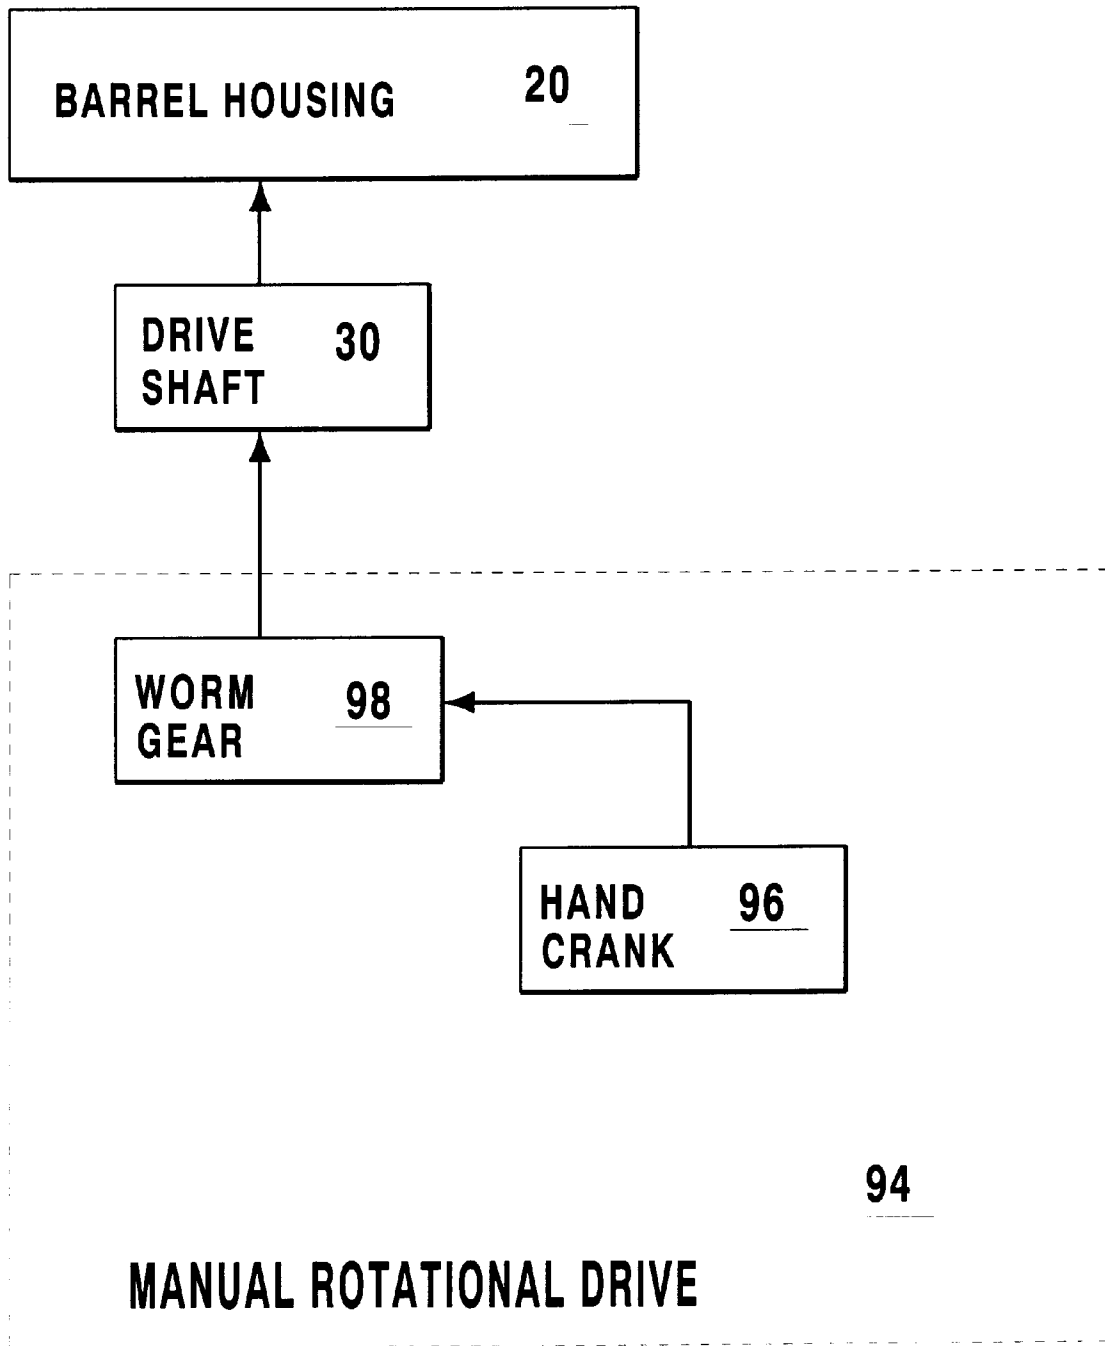 BARREL HOUSING 20
DRIVE 30
SHAFT
WORM 98
GEAR
HAND 96
CRANK
94
MANUAL ROTATIONAL DRIVE